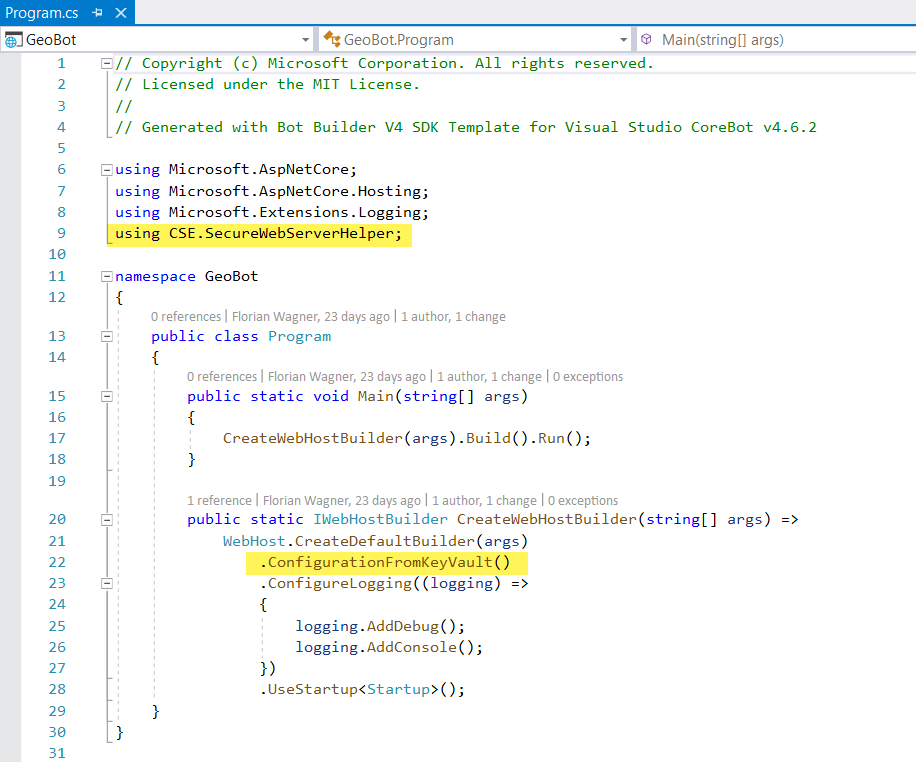 Program.cs
GeoBot GeoBot.Program Main(string[] args)
1 // Copyright (c) Microsoft Corporation. All rights reserved.
2 // Licensed under the MIT License.
3 //
4 // Generated with Bot Builder V4 SDK Template for Visual Studio CoreBot v4.6.2
5
6 using Microsoft.AspNetCore;
7 using Microsoft.AspNetCore.Hosting;
8 using Microsoft.Extensions.Logging;
9 using CSE.SecureWebServerHelper;
10
11 namespace GeoBot
12 {
0 references | Florian Wagner, 23 days ago | 1 author, 1 change
13 public class Program
14 {
0 references | Florian Wagner, 23 days ago | 1 author, 1 change | 0 exceptions
15 public static void Main(string[] args)
16 {
17 CreateWebHostBuilder(args).Build().Run();
18 }
19
1 reference | Florian Wagner, 23 days ago | 1 author, 1 change | 0 exceptions
20 public static IWebHostBuilder CreateWebHostBuilder(string[] args) =>
21 WebHost.CreateDefaultBuilder(args)
22 .ConfigurationFromKeyVault()
23 .ConfigureLogging((logging) =>
24 {
25 logging.AddDebug();
26 logging.AddConsole();
27 })
28 .UseStartup<Startup>();
29 }
30 }
31